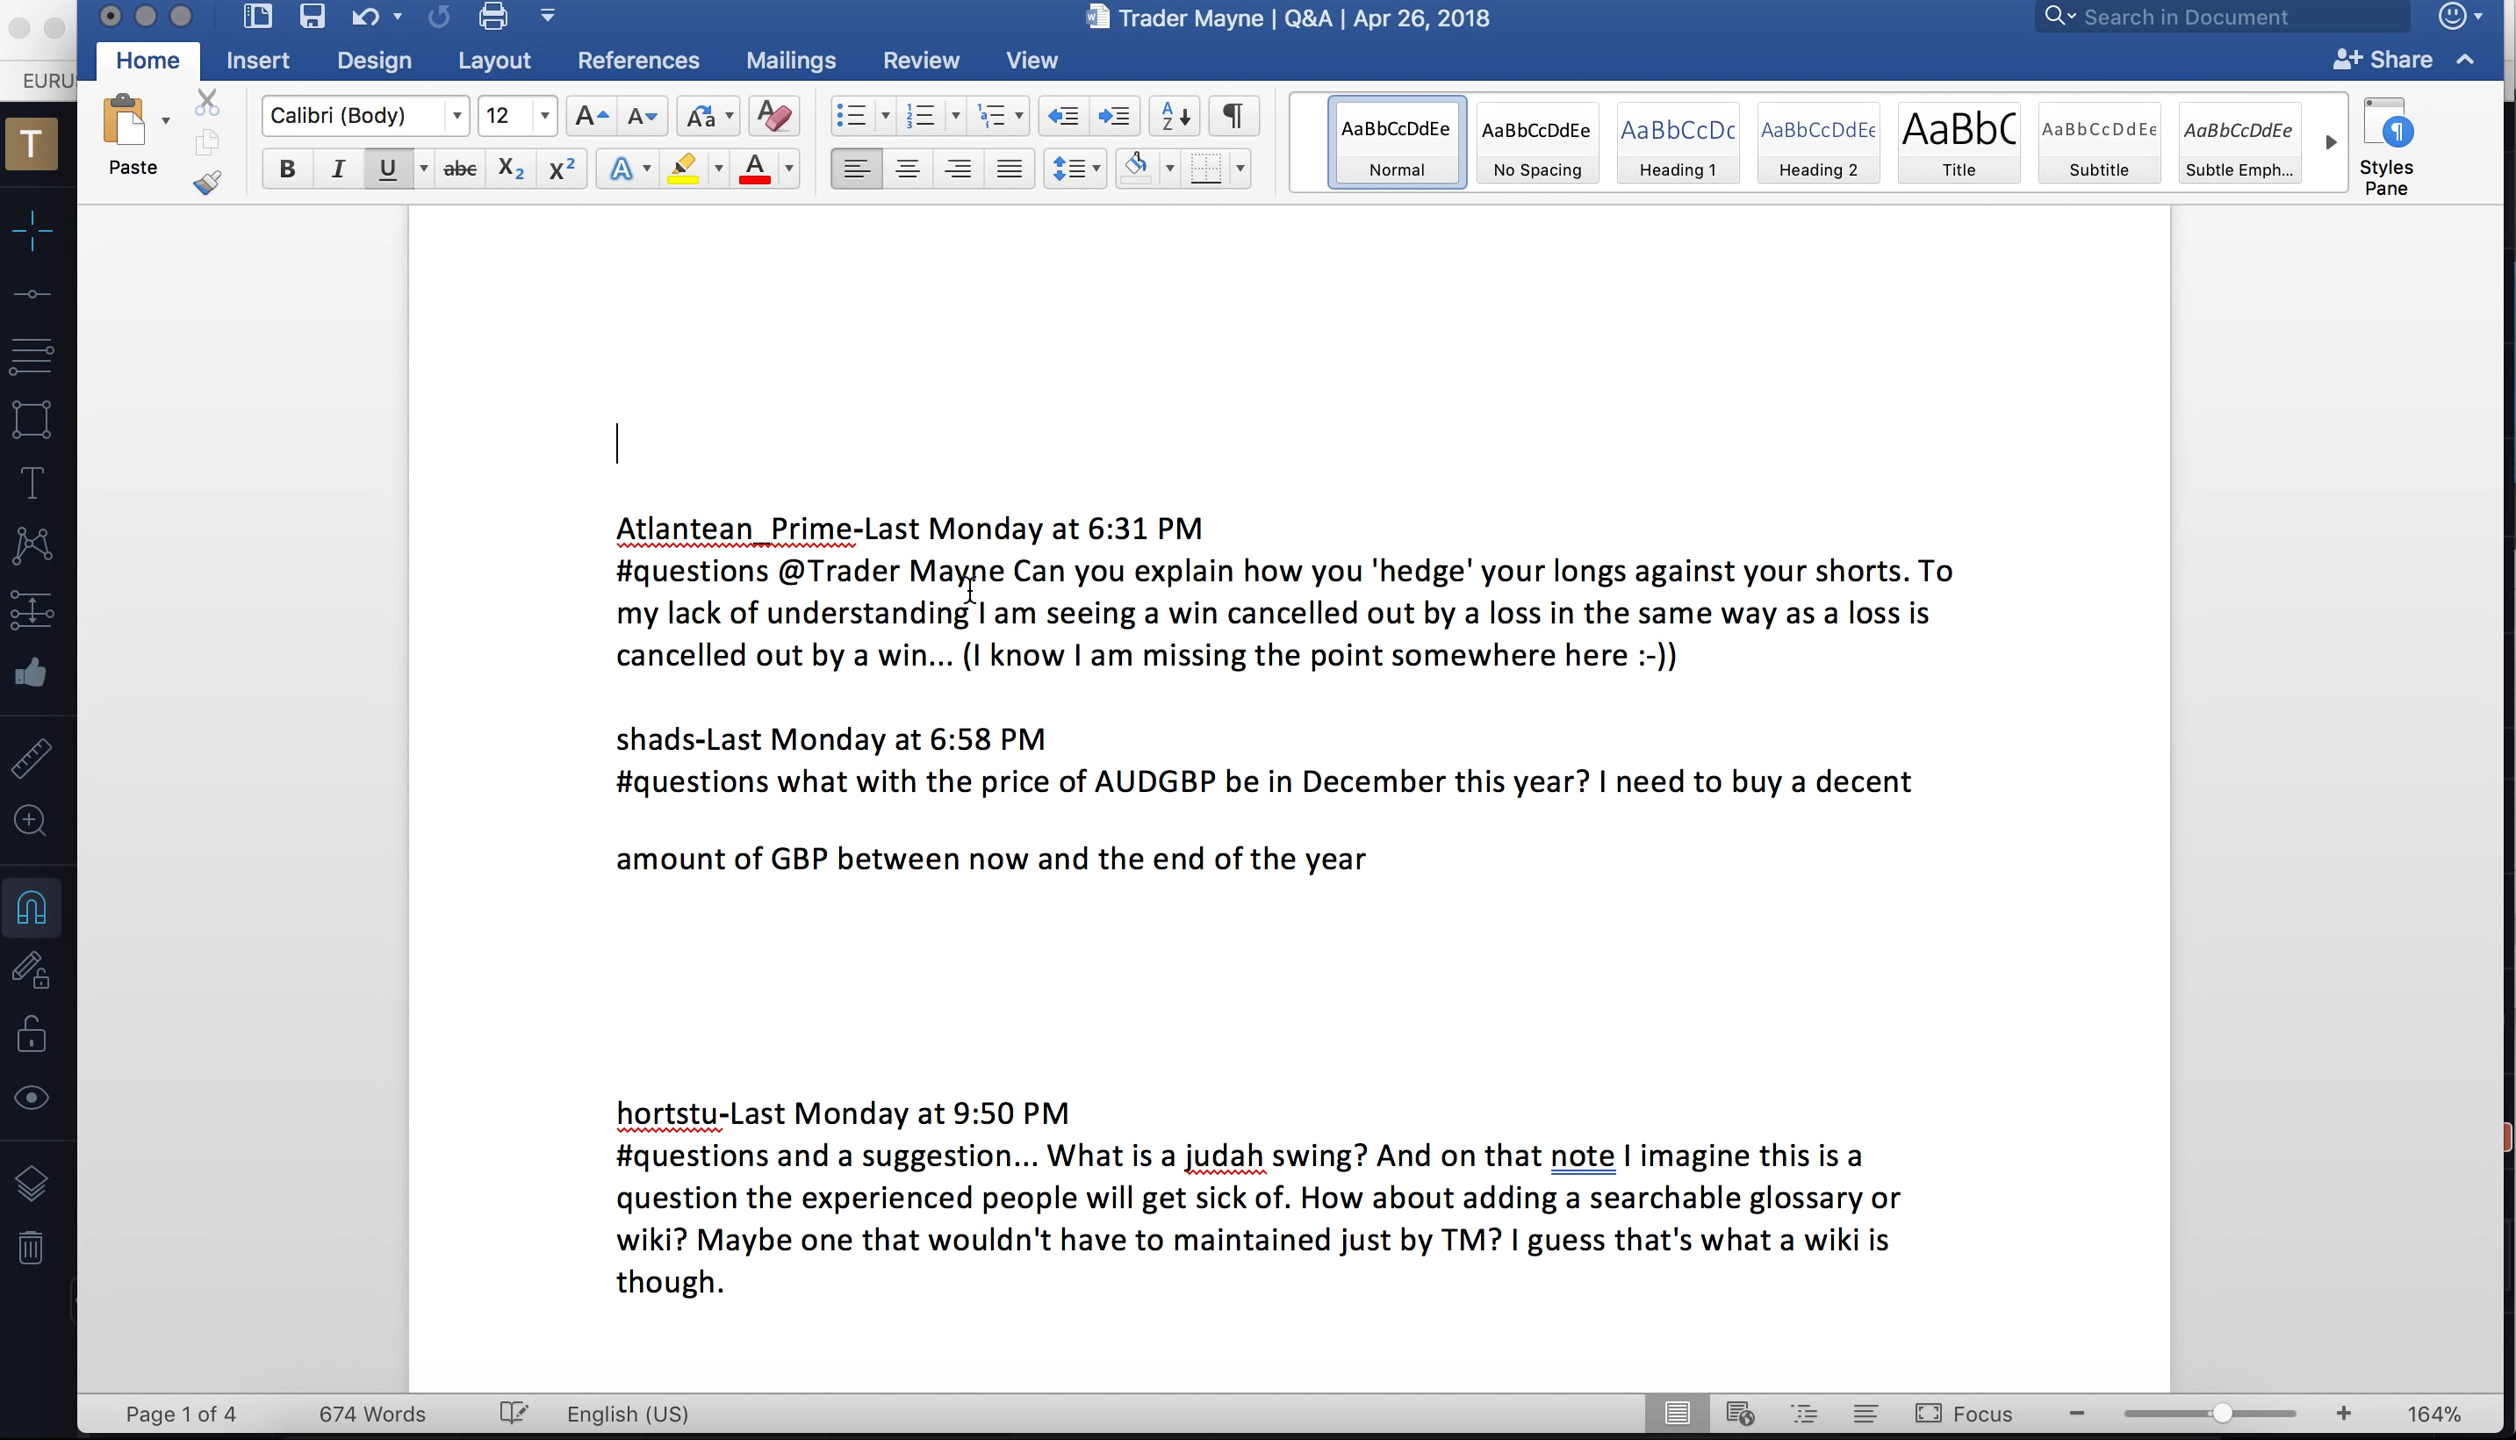 Trader Mayne | Q&A | Apr 26, 2018
Search in Document
Home Insert Design Layout References Mailings Review View
Share
EURU
T
Paste
Calibri (Body) 12
AaBbCcDdEe AaBbCcDdEe AaBbCcDc AaBbCcDdEe AaBbC AaBbCcDdEe AaBbCcDdEe
Normal No Spacing Heading 1 Heading 2 Title Subtitle Subtle Emph...
Styles
Pane
B I U abc X₂ X² A A
Atlantean_Prime-Last Monday at 6:31 PM
#questions @Trader Mayne Can you explain how you 'hedge' your longs against your shorts. To
my lack of understanding I am seeing a win cancelled out by a loss in the same way as a loss is
cancelled out by a win... (I know I am missing the point somewhere here :-))
shads-Last Monday at 6:58 PM
#questions what with the price of AUDGBP be in December this year? I need to buy a decent
amount of GBP between now and the end of the year
hortstu-Last Monday at 9:50 PM
#questions and a suggestion... What is a judah swing? And on that note I imagine this is a
question the experienced people will get sick of. How about adding a searchable glossary or
wiki? Maybe one that wouldn't have to maintained just by TM? I guess that's what a wiki is
though.
Page 1 of 4 674 Words English (US) Focus 164%